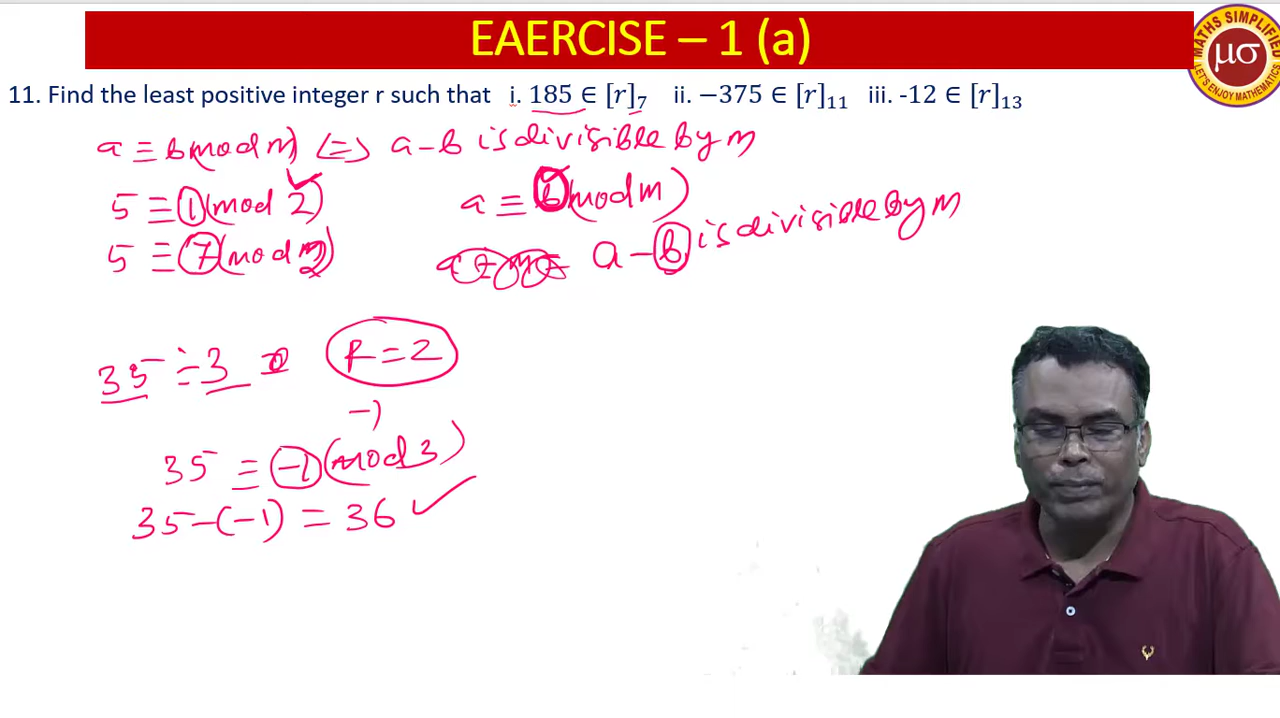 EAERCISE – 1 (a)
MATHS SIMPLIFIED
μσ
LET'S ENJOY MATHEMATICS
11. Find the least positive integer r such that i. 185 ∈ [r]₇ ii. −375 ∈ [r]₁₁ iii. -12 ∈ [r]₁₃
a ≡ b(mod m) ⇔ a-b is divisible by m
5 ≡ 1(mod 2)
a ≡ b(mod m)
5 ≡ 7(mod 2)
a - b is divisible by m
35 ÷ 3
r = 2
-1
35 ≡ -1(mod 3)
35-(-1) = 36 ✓